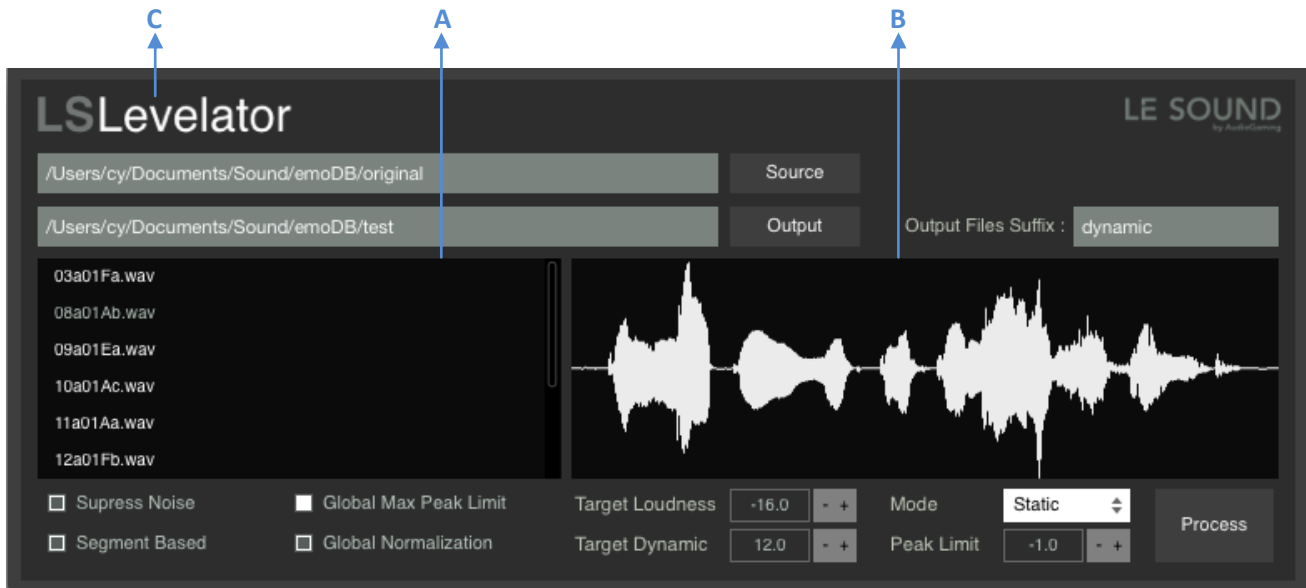 C A B
LSLevelator
LE SOUND
by AudioGaming
/Users/cy/Documents/Sound/emoDB/original Source
/Users/cy/Documents/Sound/emoDB/test Output Output Files Suffix : dynamic
03a01Fa.wav
08a01Ab.wav
09a01Ea.wav
10a01Ac.wav
11a01Aa.wav
12a01Fb.wav
Supress Noise Global Max Peak Limit Target Loudness -16.0 - + Mode Static
Process
Segment Based Global Normalization Target Dynamic 12.0 - + Peak Limit -1.0 - +